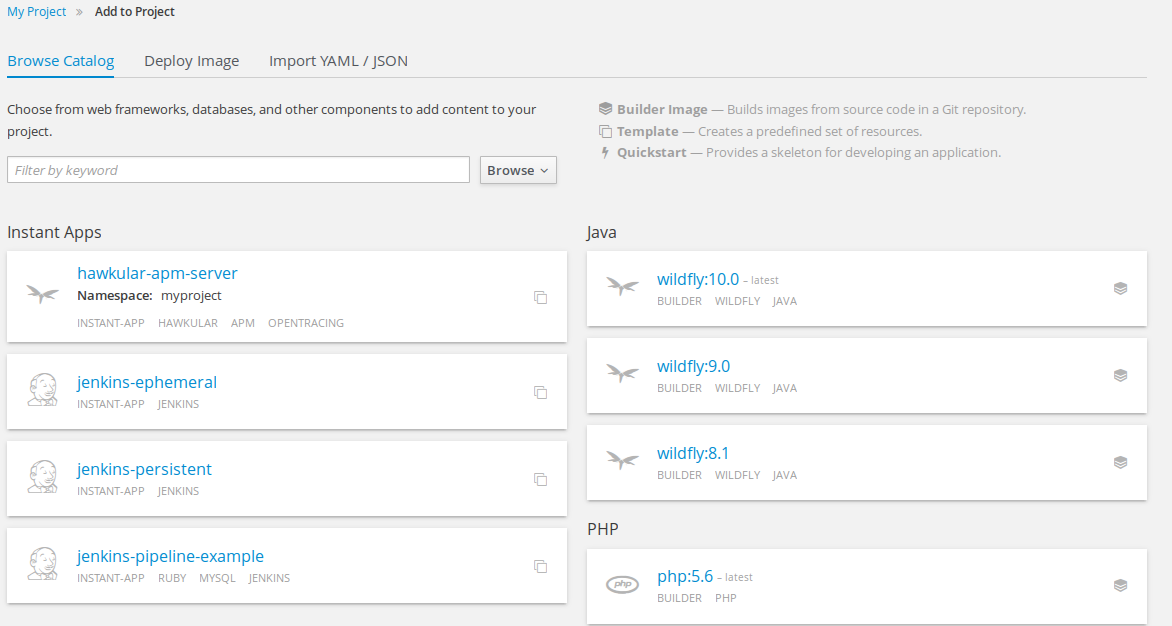 My Project » Add to Project
Browse Catalog Deploy Image Import YAML / JSON
Choose from web frameworks, databases, and other components to add content to your
project.
Filter by keyword Browse
Builder Image — Builds images from source code in a Git repository.
Template — Creates a predefined set of resources.
Quickstart — Provides a skeleton for developing an application.
Instant Apps
hawkular-apm-server
Namespace: myproject
INSTANT-APP HAWKULAR APM OPENTRACING
jenkins-ephemeral
INSTANT-APP JENKINS
jenkins-persistent
INSTANT-APP JENKINS
jenkins-pipeline-example
INSTANT-APP RUBY MYSQL JENKINS
Java
wildfly:10.0 – latest
BUILDER WILDFLY JAVA
wildfly:9.0
BUILDER WILDFLY JAVA
wildfly:8.1
BUILDER WILDFLY JAVA
PHP
php
php:5.6 – latest
BUILDER PHP